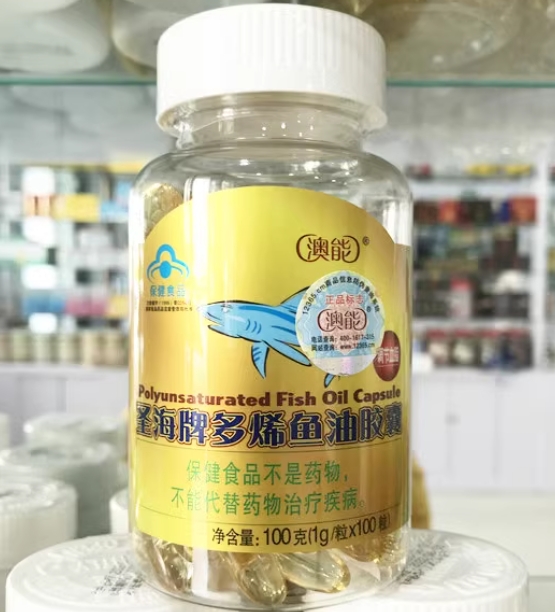 澳能®
保健食品
正品标志
澳能
Polyunsaturated Fish Oil Capsule
圣海牌多烯鱼油胶囊
保健食品不是药物，
不能代替药物治疗疾病。
净含量：100克(1g/粒x100粒)